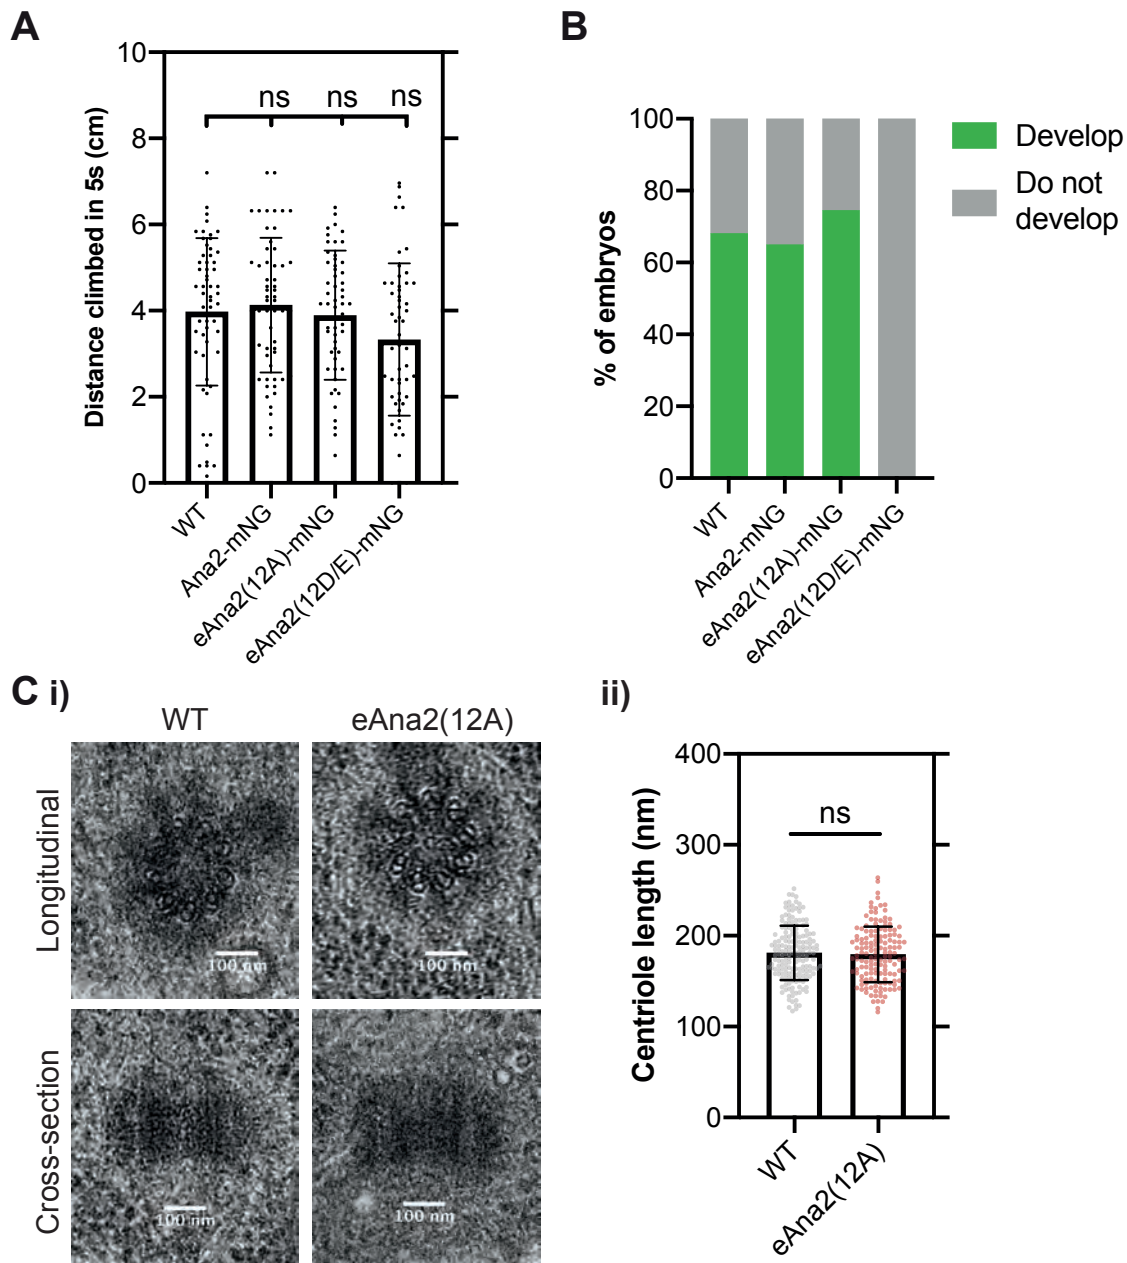 A
Distance climbed in 5s (cm)
10
8
6
4
2
0
ns ns ns
WT
Ana2-mNG
eAna2(12A)-mNG
eAna2(12D/E)-mNG
B
% of embryos
100
80
60
40
20
0
WT
Ana2-mNG
eAna2(12A)-mNG
eAna2(12D/E)-mNG
Develop
Do not
develop
C i)
WT eAna2(12A)
Longitudinal
100 nm
100 nm
Cross-section
100 nm
100 nm
ii)
Centriole length (nm)
400
300
200
100
0
ns
WT
eAna2(12A)